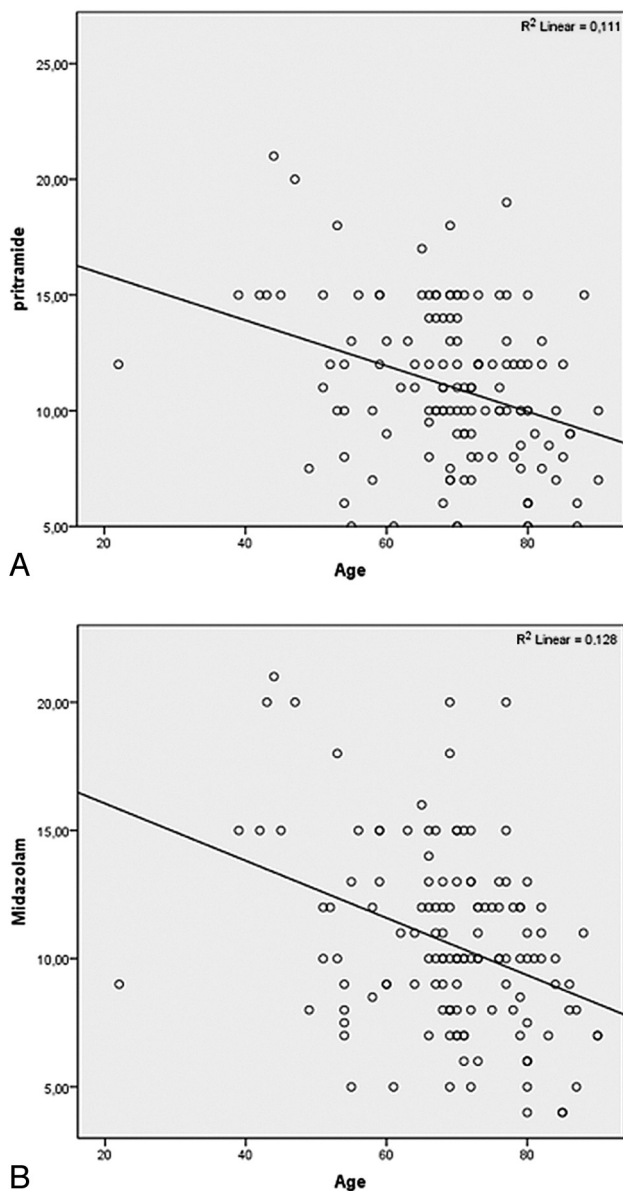 R² Linear = 0,111
25,00
20,00
15,00
10,00
5,00
pritramide
20
40
60
80
Age
A
R² Linear = 0,128
20,00
15,00
10,00
5,00
Midazolam
20
40
60
80
Age
B